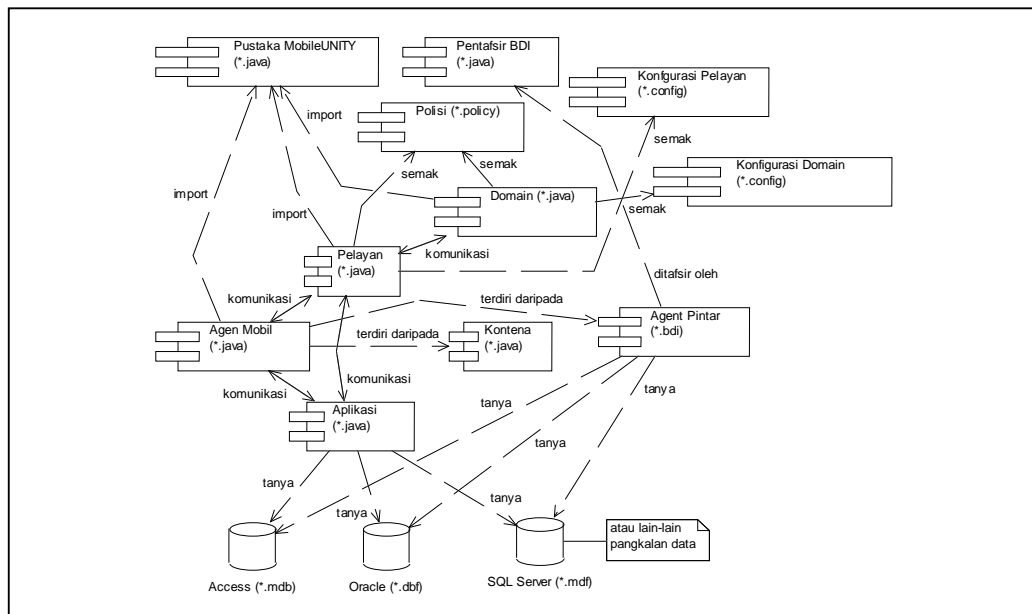 Pustaka MobileUNITY
(*.java)
Pentafsir BDI
(*.java)
Konfgurasi Pelayan
(*.config)
import
Polisi (*.policy)
semak
semak
semak
Konfigurasi Domain
(*.config)
import
import
Domain (*.java)
semak
Pelayan
(*.java)
komunikasi
komunikasi
terdiri daripada
ditafsir oleh
Agen Mobil
(*.java)
terdiri daripada
Kontena
(*.java)
Agent Pintar
(*.bdi)
komunikasi
komunikasi
Aplikasi
(*.java)
tanya
tanya
tanya
tanya
tanya
tanya
atau lain-lain
pangkalan data
Access (*.mdb)
Oracle (*.dbf)
SQL Server (*.mdf)